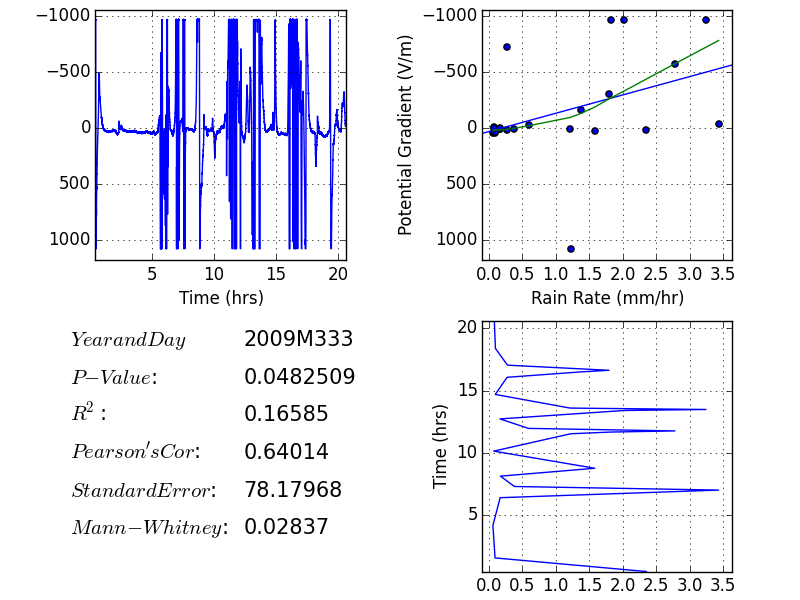 −1000
−500
0
500
1000
5 10 15 20
Time (hrs)
Potential Gradient (V/m)
−1000
−500
0
500
1000
0.0 0.5 1.0 1.5 2.0 2.5 3.0 3.5
Rain Rate (mm/hr)
YearandDay 2009M333
P−Value: 0.0482509
R²: 0.16585
Pearson′sCor: 0.64014
StandardError: 78.17968
Mann−Whitney: 0.02837
Time (hrs)
20
15
10
5
0.0 0.5 1.0 1.5 2.0 2.5 3.0 3.5